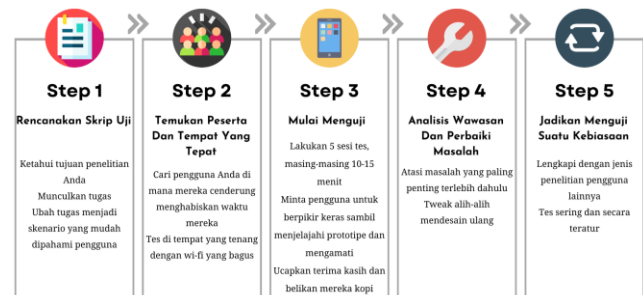 Step 1
Rencanakan Skrip Uji
Ketahui tujuan penelitian
Anda
Munculkan tugas
Ubah tugas menjadi
skenario yang mudah
dipahami pengguna
Step 2
Temukan Peserta
Dan Tempat Yang
Tepat
Cari pengguna Anda di
mana mereka cenderung
menghabiskan waktu
mereka
Tes di tempat yang tenang
dengan wi-fi yang bagus
Step 3
Mulai Menguji
Lakukan 5 sesi tes,
masing-masing 10-15
menit
Minta pengguna untuk
berpikir keras sambil
menjelajahi prototipe dan
mengamati
Ucapkan terima kasih dan
belikan mereka kopi
Step 4
Analisis Wawasan
Dan Perbaiki
Masalah
Atasi masalah yang paling
penting terlebih dahulu
Tweak alih-alih
mendesain ulang
Step 5
Jadikan Menguji
Suatu Kebiasaan
Lengkapi dengan jenis
penelitian pengguna
lainnya
Tes sering dan secara
teratur